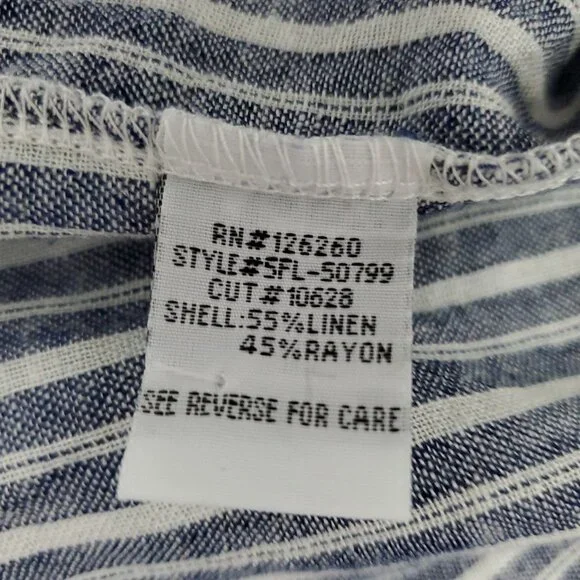 RN#126260
STYLE#SFL-50799
CUT#10628
SHELL:55%LINEN
45%RAYON
SEE REVERSE FOR CARE